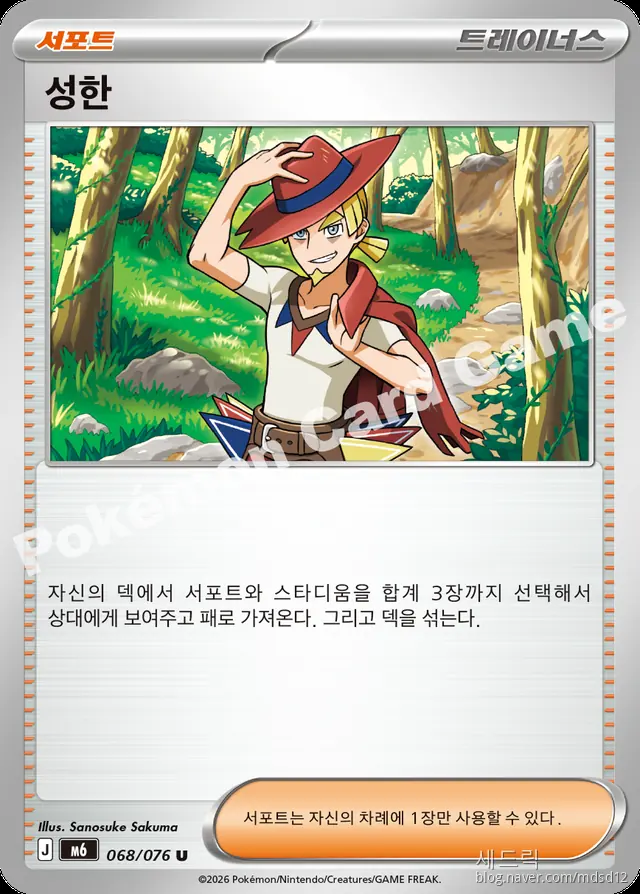 서포트
트레이너스
성한
Pokémon Card Game
자신의 덱에서 서포트와 스타디움을 합계 3장까지 선택해서
상대에게 보여주고 패로 가져온다. 그리고 덱을 섞는다.
서포트는 자신의 차례에 1장만 사용할 수 있다.
Illus. Sanosuke Sakuma
J M6 068/076 U
©2026 Pokémon/Nintendo/Creatures/GAME FREAK.
세드릭
blog.naver.com/mdsd12